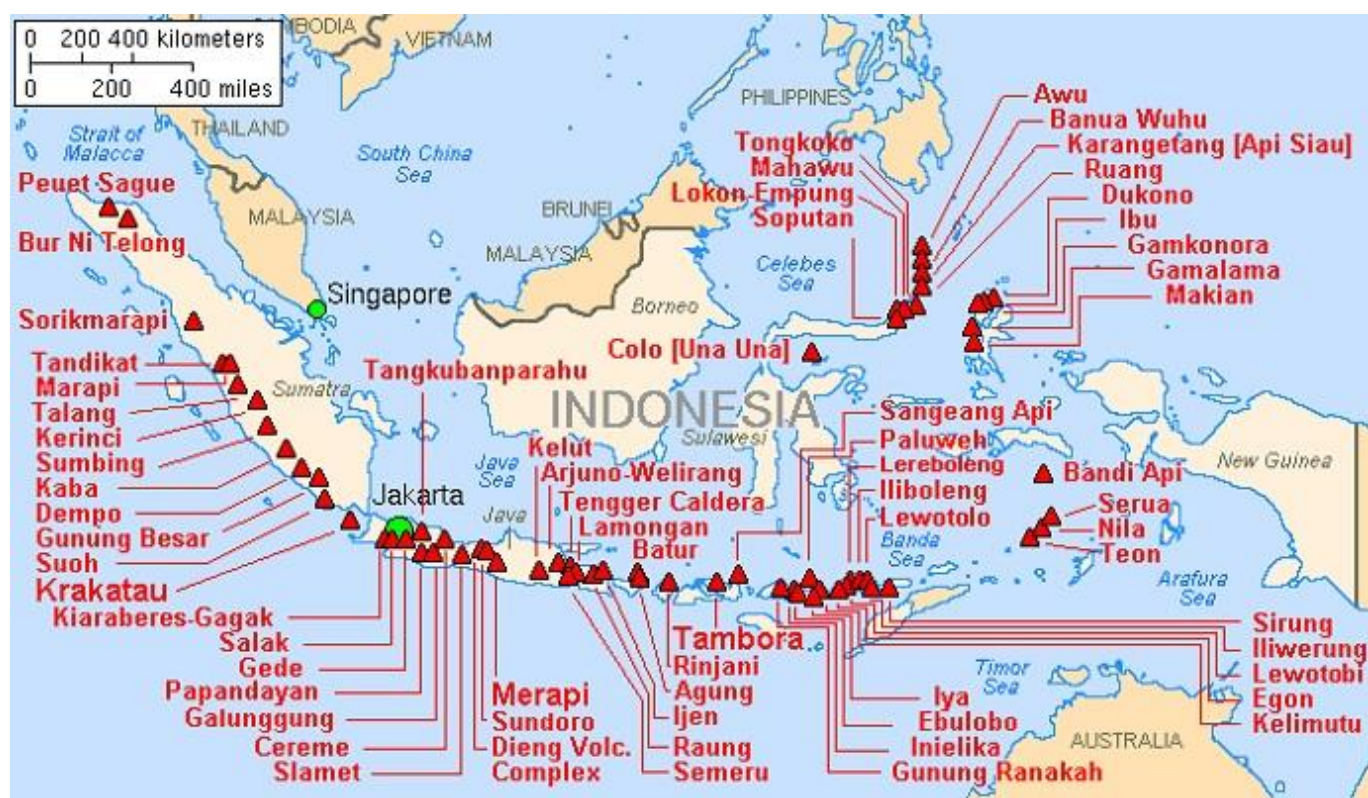 0 200 400 kilometers
0 200 400 miles
VIETNAM
THAILAND
PHILIPPINES
Strait of
Malacca
South China
Sea
MALAYSIA
BRUNEI
MALAYSIA
Celebes
Sea
Borneo
Singapore
Sumatra
INDONESIA
Sulawesi
New Guinea
Java
Sea
Jakarta
Java
Banda
Sea
Arafura
Sea
Timor
Sea
AUSTRALIA
Peuet Sague
Bur Ni Telong
Sorikmarapi
Tandikat
Marapi
Talang
Kerinci
Sumbing
Kaba
Dempo
Gunung Besar
Suoh
Krakatau
Kiaraberes-Gagak
Salak
Gede
Papandayan
Galunggung
Cereme
Slamet
Tangkubanparahu
Merapi
Sundoro
Dieng Volc.
Complex
Kelut
Arjuno-Welirang
Tengger Caldera
Lamongan
Batur
Tambora
Rinjani
Agung
Ijen
Raung
Semeru
Tongkoko
Mahawu
Lokon-Empung
Soputan
Colo [Una Una]
Awu
Banua Wuhu
Karangetang [Api Siau]
Ruang
Dukono
Ibu
Gamkonora
Gamalama
Makian
Sangeang Api
Paluweh
Lereboleng
Iliboleng
Lewotolo
Bandi Api
Serua
Nila
Teon
Iya
Ebulobo
Inielika
Gunung Ranakah
Sirung
Iliwerung
Lewotobi
Egon
Kelimutu